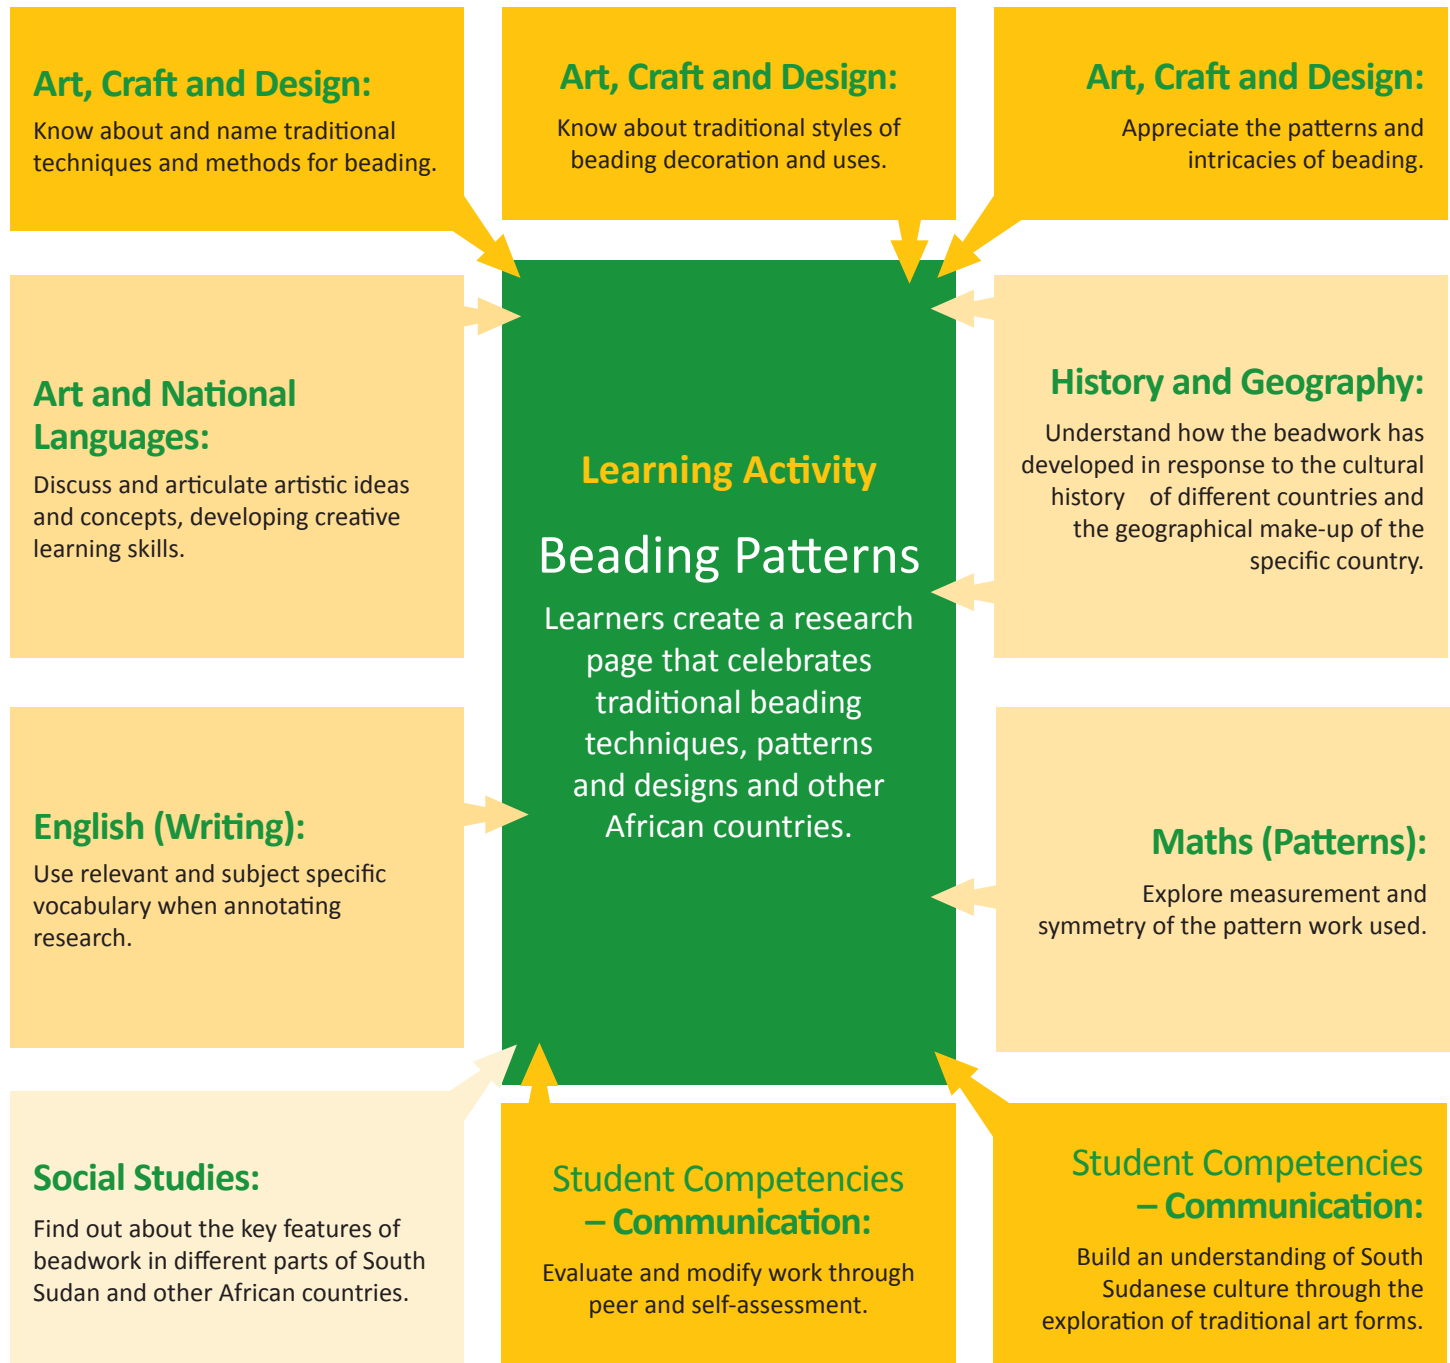 Art, Craft and Design:
Know about and name traditional
techniques and methods for beading.
Art, Craft and Design:
Know about traditional styles of
beading decoration and uses.
Art, Craft and Design:
Appreciate the patterns and
intricacies of beading.
Art and National
Languages:
Discuss and articulate artistic ideas
and concepts, developing creative
learning skills.
Learning Activity
Beading Patterns
Learners create a research
page that celebrates
traditional beading
techniques, patterns
and designs and other
African countries.
History and Geography:
Understand how the beadwork has
developed in response to the cultural
history of different countries and
the geographical make-up of the
specific country.
English (Writing):
Use relevant and subject specific
vocabulary when annotating
research.
Maths (Patterns):
Explore measurement and
symmetry of the pattern work used.
Social Studies:
Find out about the key features of
beadwork in different parts of South
Sudan and other African countries.
Student Competencies
– Communication:
Evaluate and modify work through
peer and self-assessment.
Student Competencies
– Communication:
Build an understanding of South
Sudanese culture through the
exploration of traditional art forms.